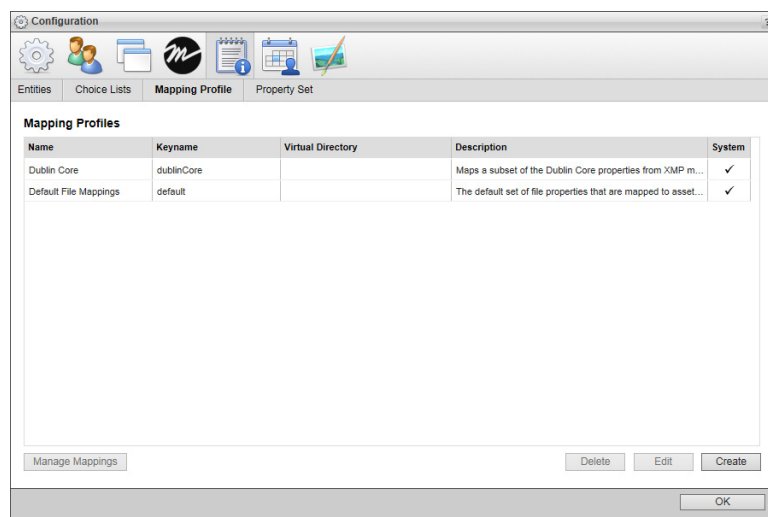 Configuration
Entities Choice Lists Mapping Profile Property Set
Mapping Profiles
Name Keyname Virtual Directory Description System
Dublin Core dublinCore Maps a subset of the Dublin Core properties from XMP m... ✓
Default File Mappings default The default set of file properties that are mapped to asset... ✓
Manage Mappings Delete Edit Create
OK